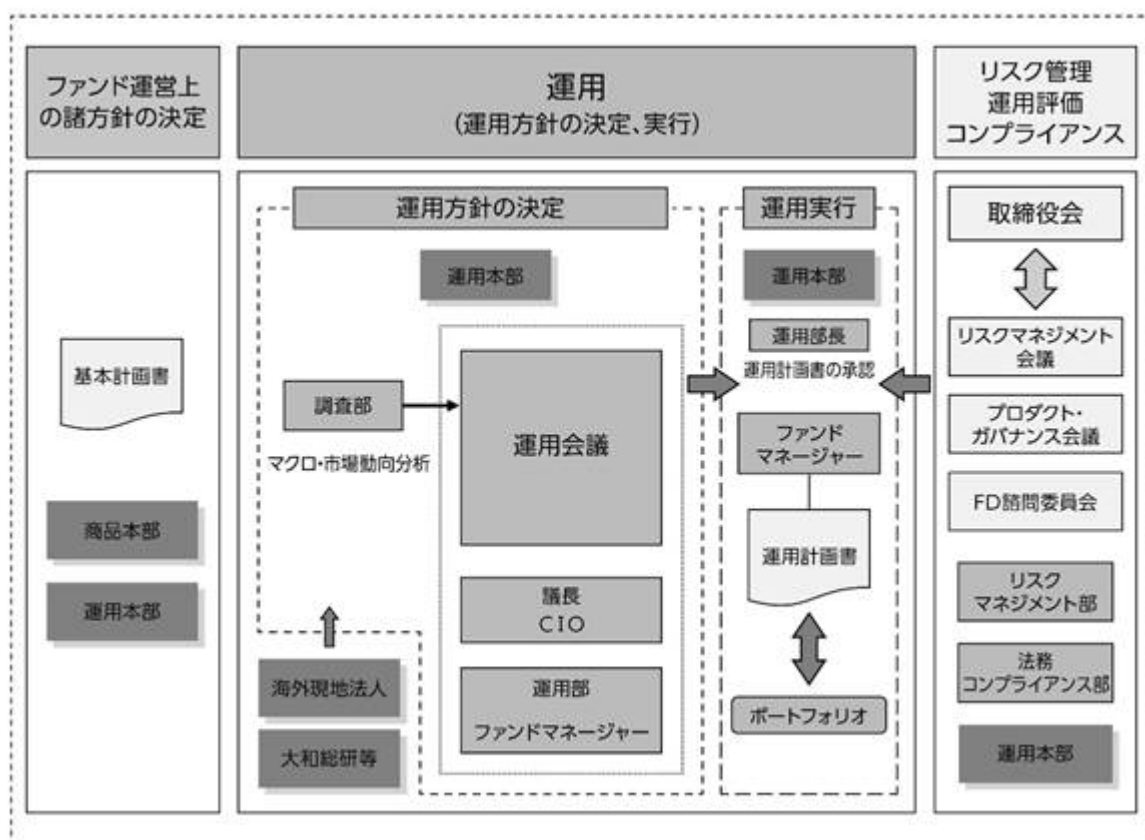 ファンド運営上
の諸方針の決定
運用
(運用方針の決定、実行)
リスク管理
運用評価
コンプライアンス
基本計画書
商品本部
運用本部
運用方針の決定
運用本部
調査部
マクロ・市場動向分析
運用会議
議長
CIO
運用部
ファンドマネージャー
海外現地法人
大和総研等
運用実行
運用本部
運用部長
運用計画書の承認
ファンド
マネージャー
運用計画書
ポートフォリオ
取締役会
リスクマネジメント
会議
プロダクト・
ガバナンス会議
FD諮問委員会
リスク
マネジメント部
法務
コンプライアンス部
運用本部